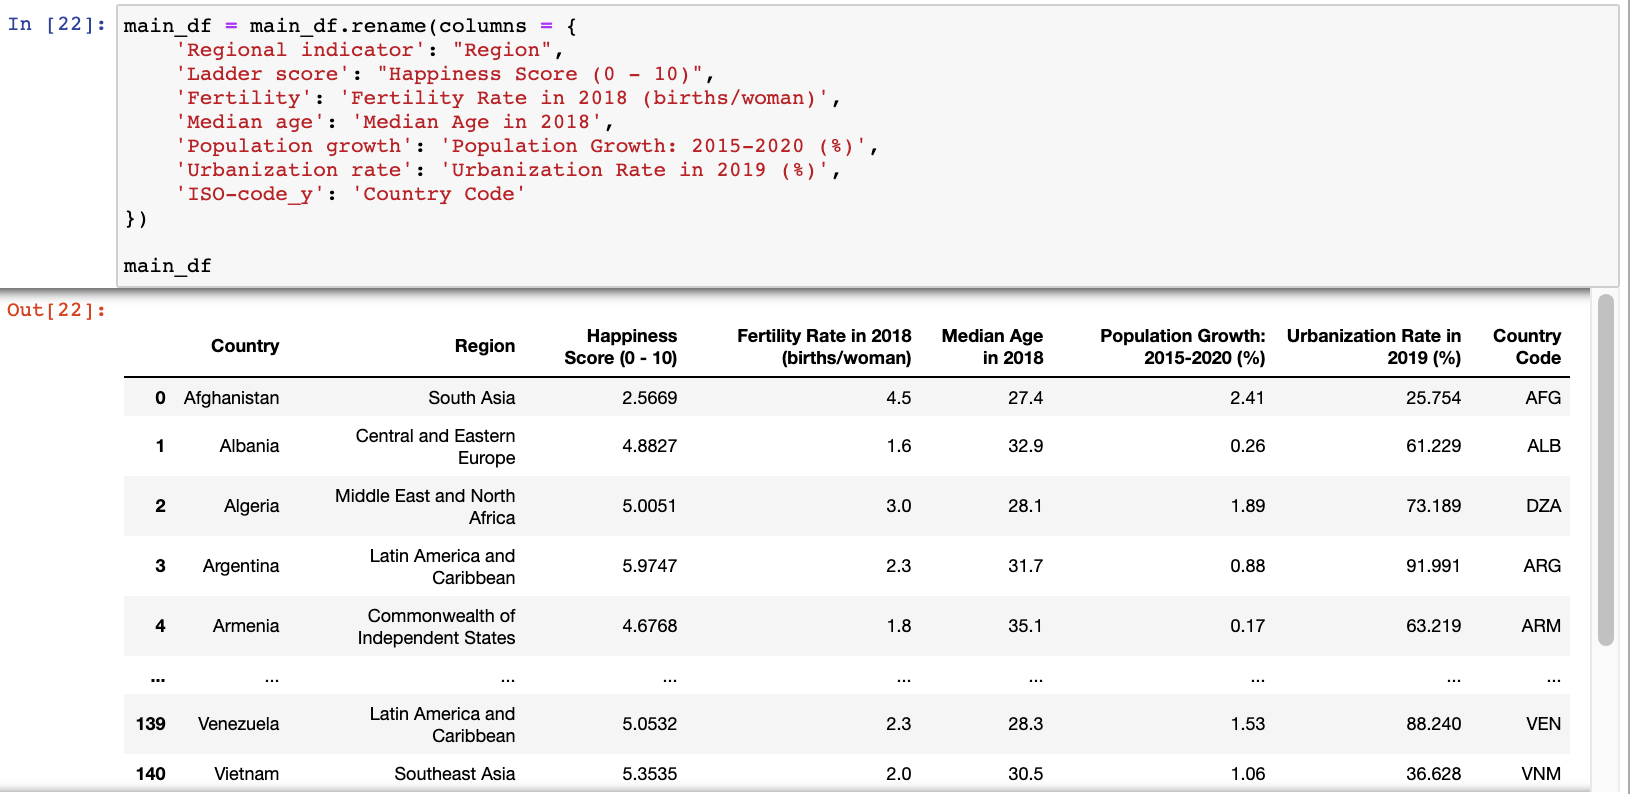 In [22]:
main_df = main_df.rename(columns = {
    'Regional indicator': "Region",
    'Ladder score': "Happiness Score (0 - 10)",
    'Fertility': 'Fertility Rate in 2018 (births/woman)',
    'Median age': 'Median Age in 2018',
    'Population growth': 'Population Growth: 2015-2020 (%)',
    'Urbanization rate': 'Urbanization Rate in 2019 (%)',
    'ISO-code_y': 'Country Code'
})
main_df
Out[22]:
Country Region Happiness Score (0 - 10) Fertility Rate in 2018 (births/woman) Median Age in 2018 Population Growth: 2015-2020 (%) Urbanization Rate in 2019 (%) Country Code
0 Afghanistan South Asia 2.5669 4.5 27.4 2.41 25.754 AFG
1 Albania Central and Eastern Europe 4.8827 1.6 32.9 0.26 61.229 ALB
2 Algeria Middle East and North Africa 5.0051 3.0 28.1 1.89 73.189 DZA
3 Argentina Latin America and Caribbean 5.9747 2.3 31.7 0.88 91.991 ARG
4 Armenia Commonwealth of Independent States 4.6768 1.8 35.1 0.17 63.219 ARM
... ... ... ... ... ... ... ... ...
139 Venezuela Latin America and Caribbean 5.0532 2.3 28.3 1.53 88.240 VEN
140 Vietnam Southeast Asia 5.3535 2.0 30.5 1.06 36.628 VNM